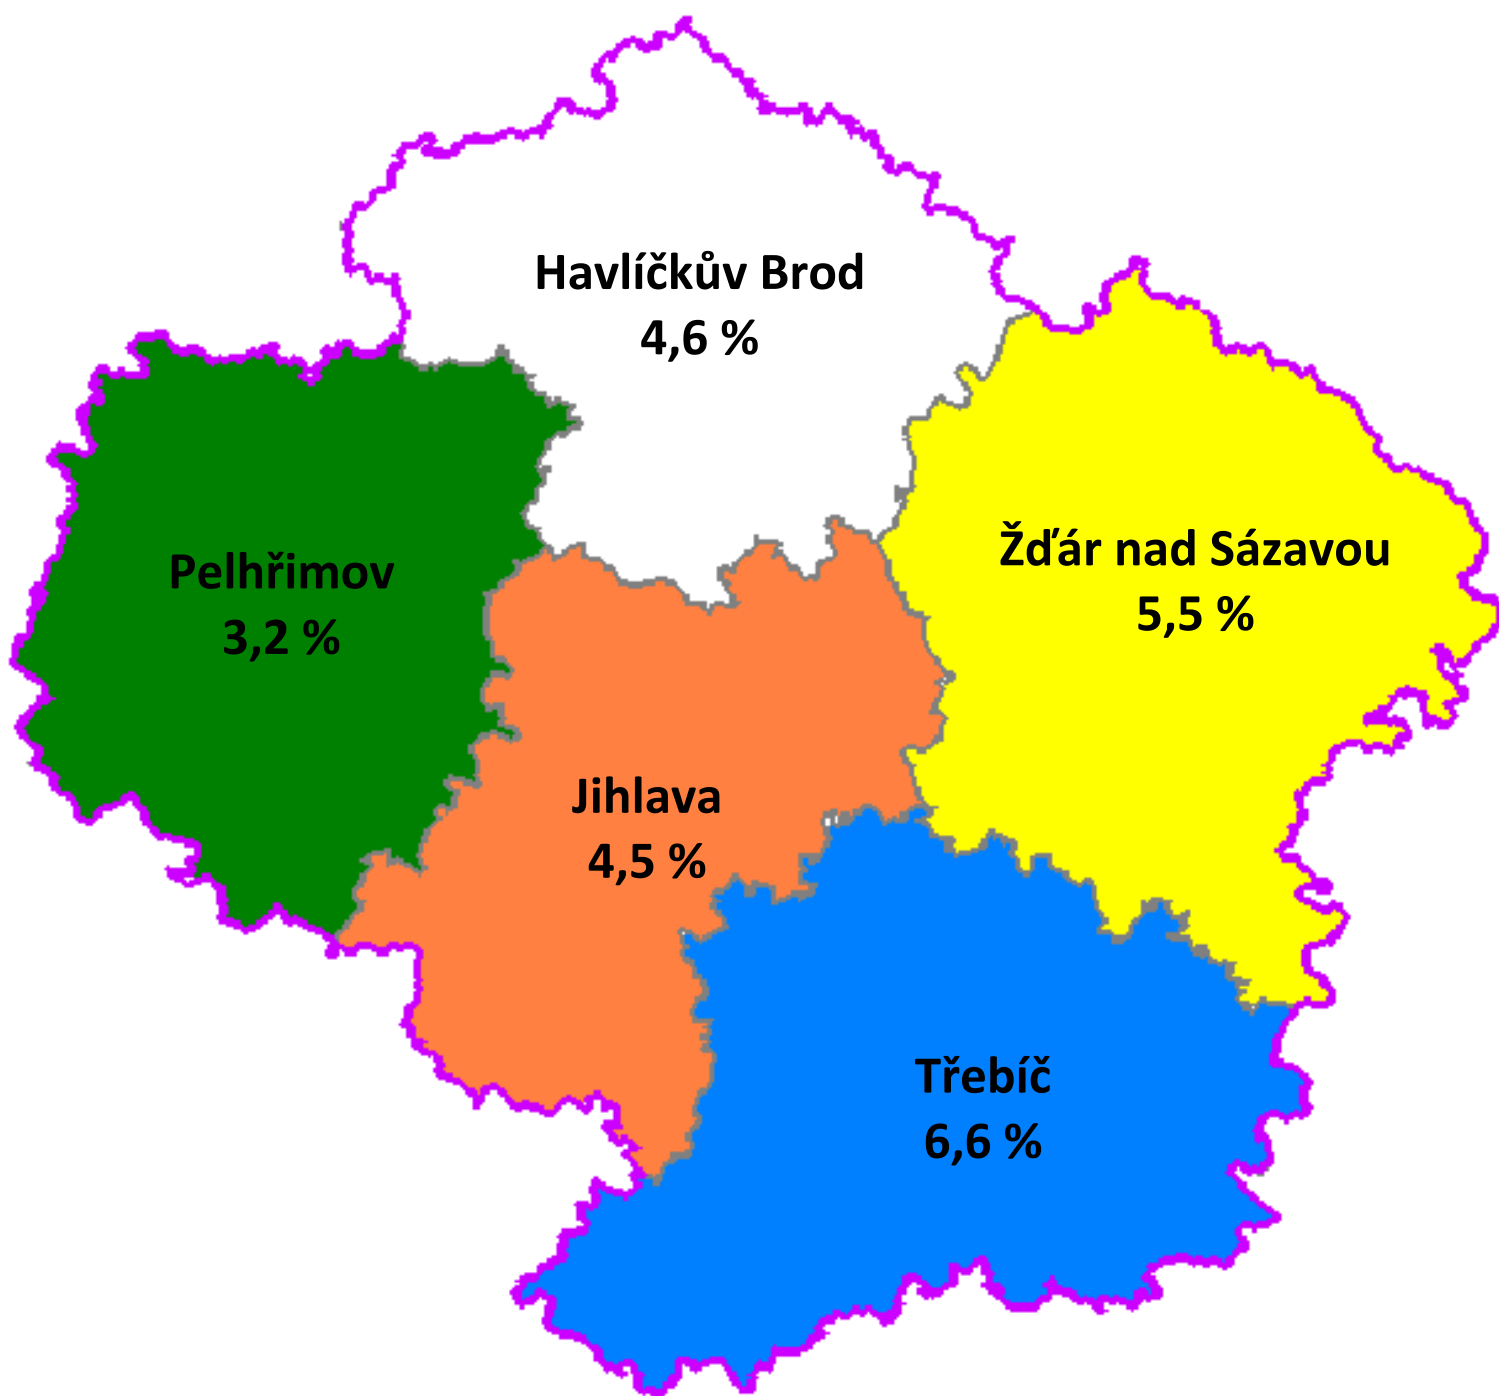 Havlíčkův Brod
4,6 %
Žďár nad Sázavou
5,5 %
Pelhřimov
3,2 %
Jihlava
4,5 %
Třebíč
6,6 %